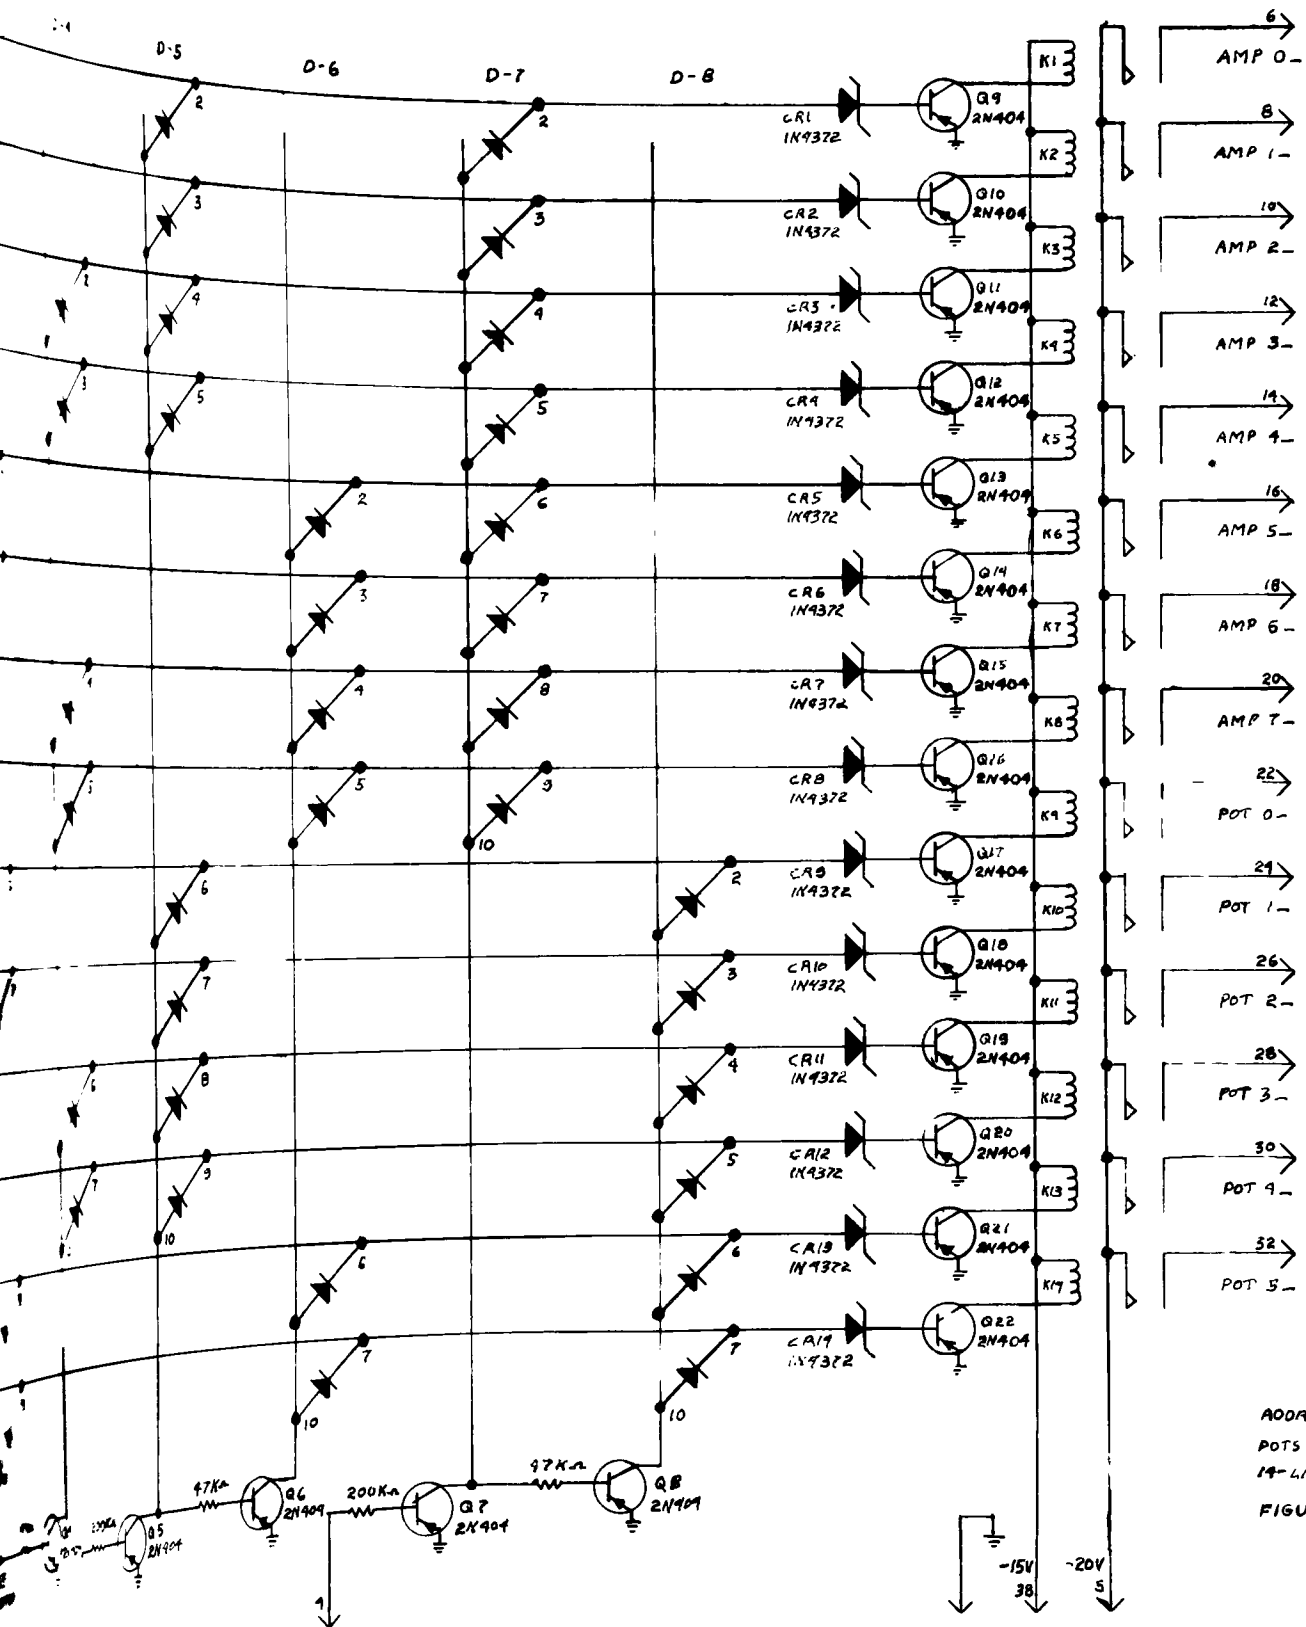 D-5
D-6
D-7
D-8
2
3
4
5
6
7
8
9
10
2
3
4
5
6
7
10
2
3
4
5
6
7
8
9
10
2
3
4
5
6
7
10
CR1
1N4372
CR2
1N4372
CR3
1N4372
CR4
1N4372
CR5
1N4372
CR6
1N4372
CR7
1N4372
CR8
1N4372
CR9
1N4372
CR10
1N4372
CR11
1N4372
CR12
1N4372
CR13
1N4372
CR14
1N4372
Q9
2N404
Q10
2N404
Q11
2N404
Q12
2N404
Q13
2N404
Q14
2N404
Q15
2N404
Q16
2N404
Q17
2N404
Q18
2N404
Q19
2N404
Q20
2N404
Q21
2N404
Q22
2N404
K1
K2
K3
K4
K5
K6
K7
K8
K9
K10
K11
K12
K13
K14
6
AMP 0-
8
AMP 1-
10
AMP 2-
12
AMP 3-
14
AMP 4-
16
AMP 5-
18
AMP 6-
20
AMP 7-
22
POT 0-
24
POT 1-
26
POT 2-
28
POT 3-
30
POT 4-
32
POT 5-
Q5
2N404
47KΩ
Q6
2N404
200KΩ
Q7
2N404
47KΩ
Q8
2N404
4
-15V
38
-20V
5
POTS